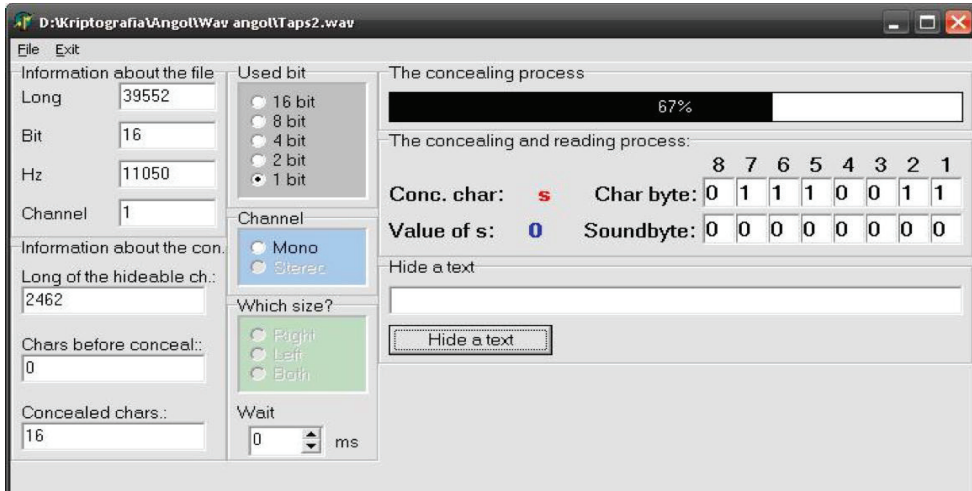 D:\Kriptografia\Angol\Wav angol\Taps2.wav
File Exit
Information about the file
Long 39552
Bit 16
Hz 11050
Channel 1
Information about the con.
Long of the hideable ch.:
2462
Chars before conceal::
0
Concealed chars.:
16
Used bit
16 bit
8 bit
4 bit
2 bit
1 bit
Channel
Mono
Stereo
Which size?
Right
Left
Both
Wait
0 ms
The concealing process
67%
The concealing and reading process:
8 7 6 5 4 3 2 1
Conc. char: s Char byte: 0 1 1 1 0 0 1 1
Value of s: 0 Soundbyte: 0 0 0 0 0 0 0 0
Hide a text
Hide a text